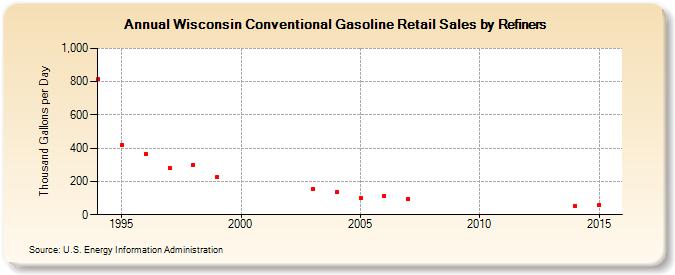 Annual Wisconsin Conventional Gasoline Retail Sales by Refiners
Thousand Gallons per Day
1,000
800
600
400
200
0
1995 2000 2005 2010 2015
Source: U.S. Energy Information Administration